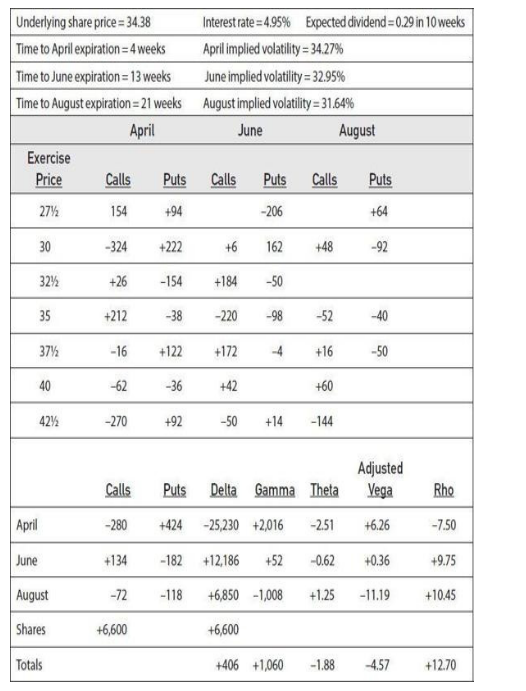 Underlying share price = 34.38 Interest rate = 4.95% Expected dividend = 0.29 in 10 weeks
Time to April expiration = 4 weeks April implied volatility = 34.27%
Time to June expiration = 13 weeks June implied volatility = 32.95%
Time to August expiration = 21 weeks August implied volatility = 31.64%
April June August
Exercise
Price Calls Puts Calls Puts Calls Puts
27½ 154 +94 –206 +64
30 –324 +222 +6 162 +48 –92
32½ +26 –154 +184 –50
35 +212 –38 –220 –98 –52 –40
37½ –16 +122 +172 –4 +16 –50
40 –62 –36 +42 +60
42½ –270 +92 –50 +14 –144
Adjusted
Calls Puts Delta Gamma Theta Vega Rho
April –280 +424 –25,230 +2,016 –2.51 +6.26 –7.50
June +134 –182 +12,186 +52 –0.62 +0.36 +9.75
August –72 –118 +6,850 –1,008 +1.25 –11.19 +10.45
Shares +6,600 +6,600
Totals +406 +1,060 –1.88 –4.57 +12.70